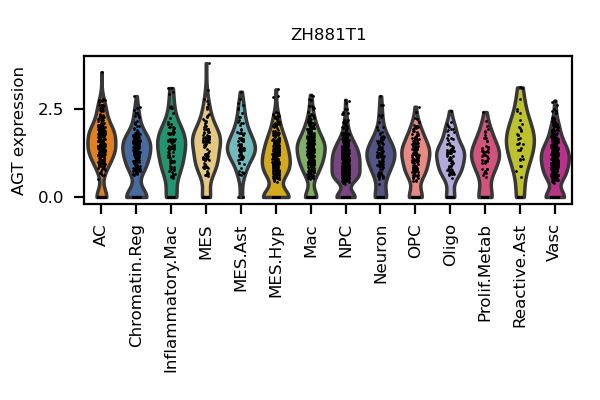 ZH881T1
AGT expression
2.5
0.0
AC
Chromatin.Reg
Inflammatory.Mac
MES
MES.Ast
MES.Hyp
Mac
NPC
Neuron
OPC
Oligo
Prolif.Metab
Reactive.Ast
Vasc